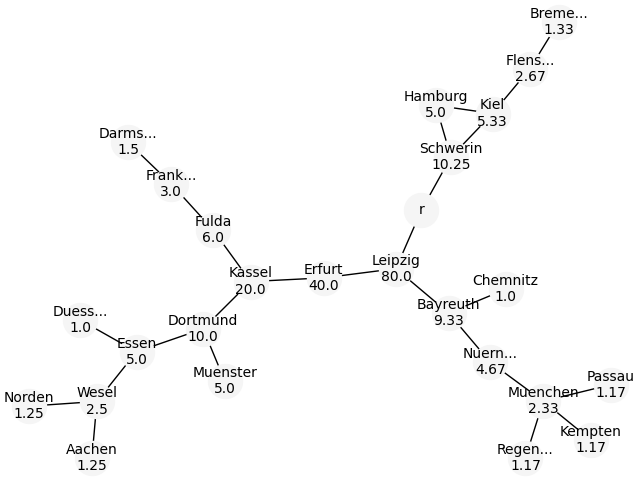 Breme...
1.33
Flens...
2.67
Hamburg
5.0
Kiel
5.33
Darms...
1.5
Schwerin
10.25
Frank...
3.0
r
Fulda
6.0
Leipzig
80.0
Erfurt
40.0
Kassel
20.0
Chemnitz
1.0
Bayreuth
9.33
Duess...
1.0
Dortmund
10.0
Essen
5.0
Nuern...
4.67
Muenster
5.0
Passau
1.17
Wesel
2.5
Muenchen
2.33
Norden
1.25
Kempten
1.17
Aachen
1.25
Regen...
1.17